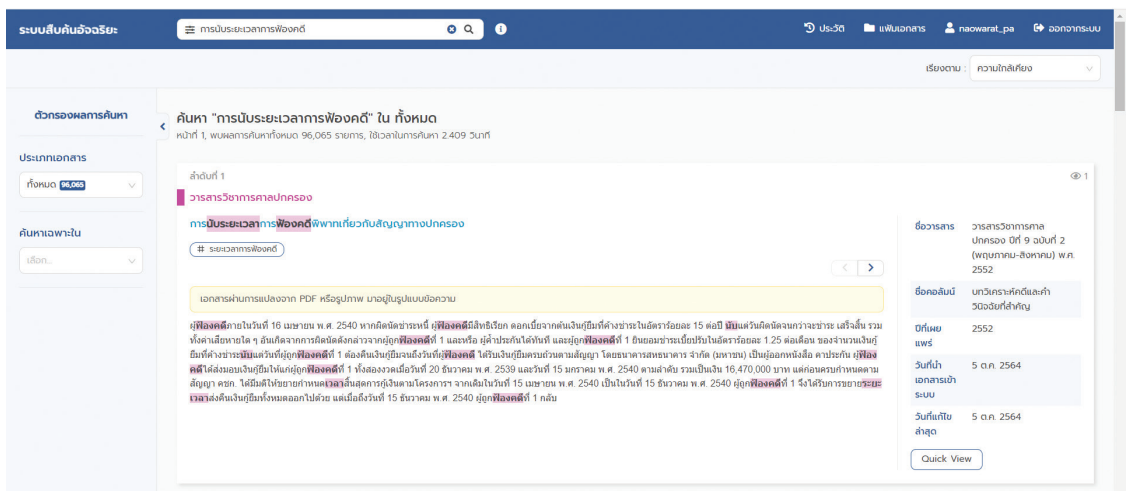 ระบบสืบค้นอัจฉริยะ
การนับระยะเวลาการฟ้องคดี
ประวัติ
แฟ้มเอกสาร
naowarat_pa
ออกจากระบบ
เรียงตาม : ความใกล้เคียง
ตัวกรองผลการค้นหา
ประเภทเอกสาร
ทั้งหมด 96,065
ค้นหาเฉพาะใน
เลือก..
ค้นหา "การนับระยะเวลาการฟ้องคดี" ใน ทั้งหมด
หน้าที่ 1, พบผลการค้นหาทั้งหมด 96,065 รายการ, ใช้เวลาในการค้นหา 2.409 วินาที
ลำดับที่ 1
1
วารสารวิชาการศาลปกครอง
การนับระยะเวลาการฟ้องคดีพิพาทเกี่ยวกับสัญญาทางปกครอง
# ระยะเวลาการฟ้องคดี
เอกสารผ่านการแปลงจาก PDF หรือรูปภาพ มาอยู่ในรูปแบบข้อความ
ผู้ฟ้องคดีภายในวันที่ 16 เมษายน พ.ศ. 2540 หากผิดนัดชำระหนี้ ผู้ฟ้องคดีมีสิทธิเรียก ดอกเบี้ยจากต้นเงินกู้ยืมที่ค้างชำระในอัตราร้อยละ 15 ต่อปี นับแต่วันผิดนัดจนกว่าจะชำระ เสร็จสิ้น รวม
ทั้งค่าเสียหายใด ๆ อันเกิดจากการผิดนัดดังกล่าวจากผู้ถูกฟ้องคดีที่ 1 และหรือ ผู้ค้ำประกันได้ทันที และผู้ถูกฟ้องคดีที่ 1 ยินยอมชำระเบี้ยปรับในอัตราร้อยละ 1.25 ต่อเดือน ของจำนวนเงินกู้
ยืมที่ค้างชำระนับแต่วันที่ผู้ถูกฟ้องคดีที่ 1 ต้องคืนเงินกู้ยืมจนถึงวันที่ผู้ฟ้องคดี ได้รับเงินกู้ยืมครบถ้วนตามสัญญา โดยธนาคารสหธนาคาร จำกัด (มหาชน) เป็นผู้ออกหนังสือ ค้าประกัน ผู้ฟ้อง
คดีได้ส่งมอบเงินกู้ยืมให้แก่ผู้ถูกฟ้องคดีที่ 1 ทั้งสองงวดเมื่อวันที่ 20 ธันวาคม พ.ศ. 2539 และวันที่ 15 มกราคม พ.ศ. 2540 ตามลำดับ รวมเป็นเงิน 16,470,000 บาท แต่ก่อนครบกำหนดตาม
สัญญา คชก. ได้มีมติให้ขยายกำหนดเวลาสิ้นสุดการกู้เงินตามโครงการฯ จากเดิมในวันที่ 15 เมษายน พ.ศ. 2540 เป็นในวันที่ 15 ธันวาคม พ.ศ. 2540 ผู้ถูกฟ้องคดีที่ 1 จึงได้รับการขยายระยะ
เวลาส่งคืนเงินกู้ยืมทั้งหมดออกไปด้วย แต่เมื่อถึงวันที่ 15 ธันวาคม พ.ศ. 2540 ผู้ถูกฟ้องคดีที่ 1 กลับ
ชื่อวารสาร วารสารวิชาการศาล
ปกครอง ปีที่ 9 ฉบับที่ 2
(พฤษภาคม-สิงหาคม) พ.ศ.
2552
ชื่อคอลัมน์ บทวิเคราะห์คดีและคำ
วินิจฉัยที่สำคัญ
ปีที่เผย 2552
แพร่
วันที่นำ 5 ต.ค. 2564
เอกสารเข้า
ระบบ
วันที่แก้ไข 5 ต.ค. 2564
ล่าสุด
Quick View